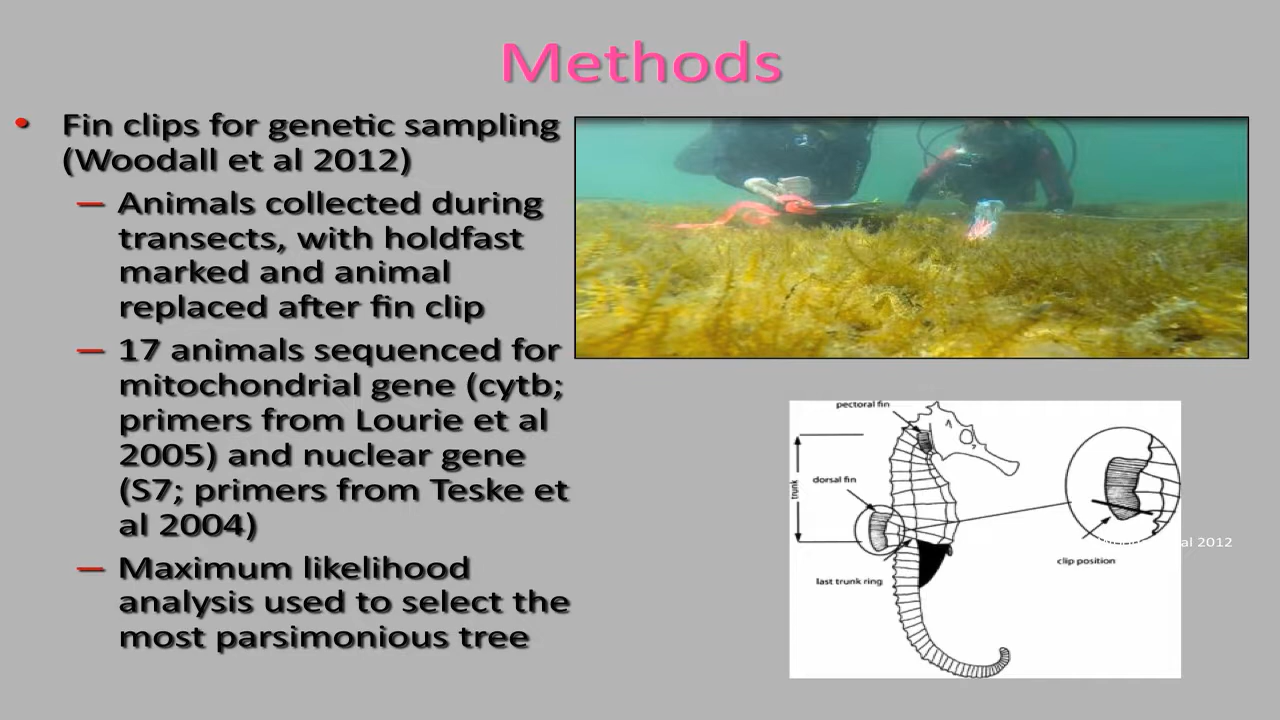 Methods
• Fin clips for genetic sampling
(Woodall et al 2012)
– Animals collected during
transects, with holdfast
marked and animal
replaced after fin clip
– 17 animals sequenced for
mitochondrial gene (cytb;
primers from Lourie et al
2005) and nuclear gene
(S7; primers from Teske et
al 2004)
– Maximum likelihood
analysis used to select the
most parsimonious tree
pectoral fin
trunk
dorsal fin
last trunk ring
clip position
al 2012